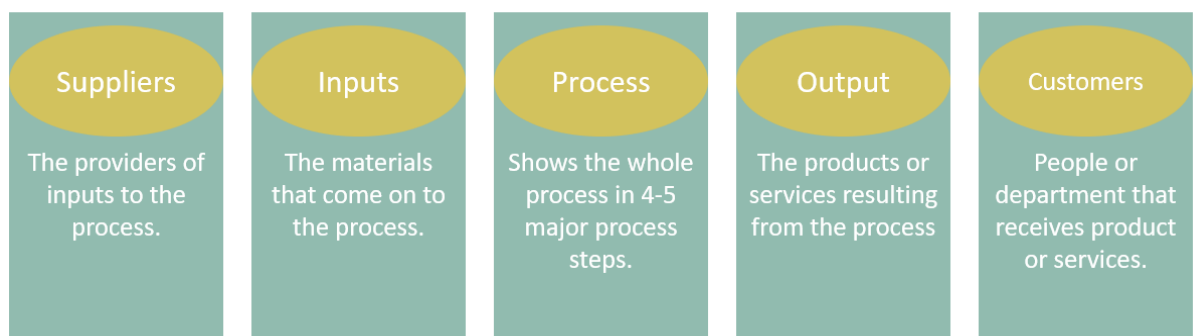 Suppliers
The providers of
inputs to the
process.
Inputs
The materials
that come on to
the process.
Process
Shows the whole
process in 4-5
major process
steps.
Output
The products or
services resulting
from the process
Customers
People or
department that
receives product
or services.